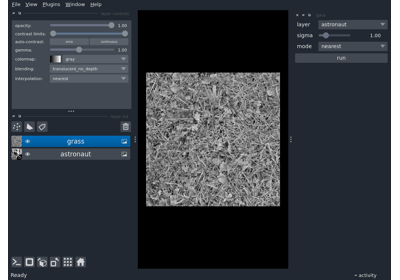 File View Plugins Window Help
opacity: 1.00
contrast limits:
auto-contrast: once continuous
gamma: 1.00
colormap: gray
blending: translucent_no_depth
interpolation: nearest
grass
astronaut
layer astronaut
sigma 1.00
mode nearest
run
Ready
activity